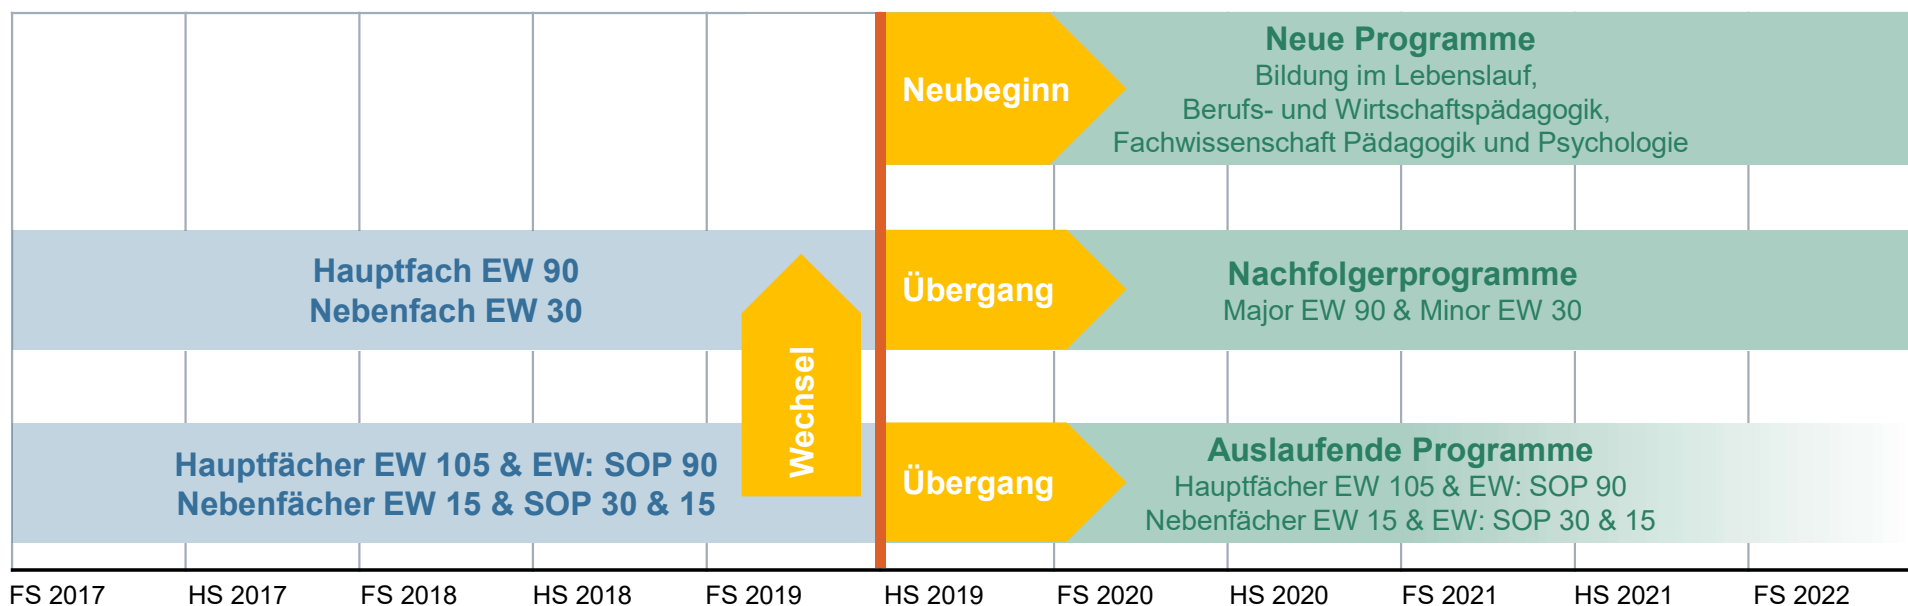 Neubeginn
Neue Programme
Bildung im Lebenslauf,
Berufs- und Wirtschaftspädagogik,
Fachwissenschaft Pädagogik und Psychologie
Hauptfach EW 90
Nebenfach EW 30
Übergang
Nachfolgerprogramme
Major EW 90 & Minor EW 30
Wechsel
Hauptfächer EW 105 & EW: SOP 90
Nebenfächer EW 15 & SOP 30 & 15
Übergang
Auslaufende Programme
Hauptfächer EW 105 & EW: SOP 90
Nebenfächer EW 15 & EW: SOP 30 & 15
FS 2017 HS 2017 FS 2018 HS 2018 FS 2019 HS 2019 FS 2020 HS 2020 FS 2021 HS 2021 FS 2022